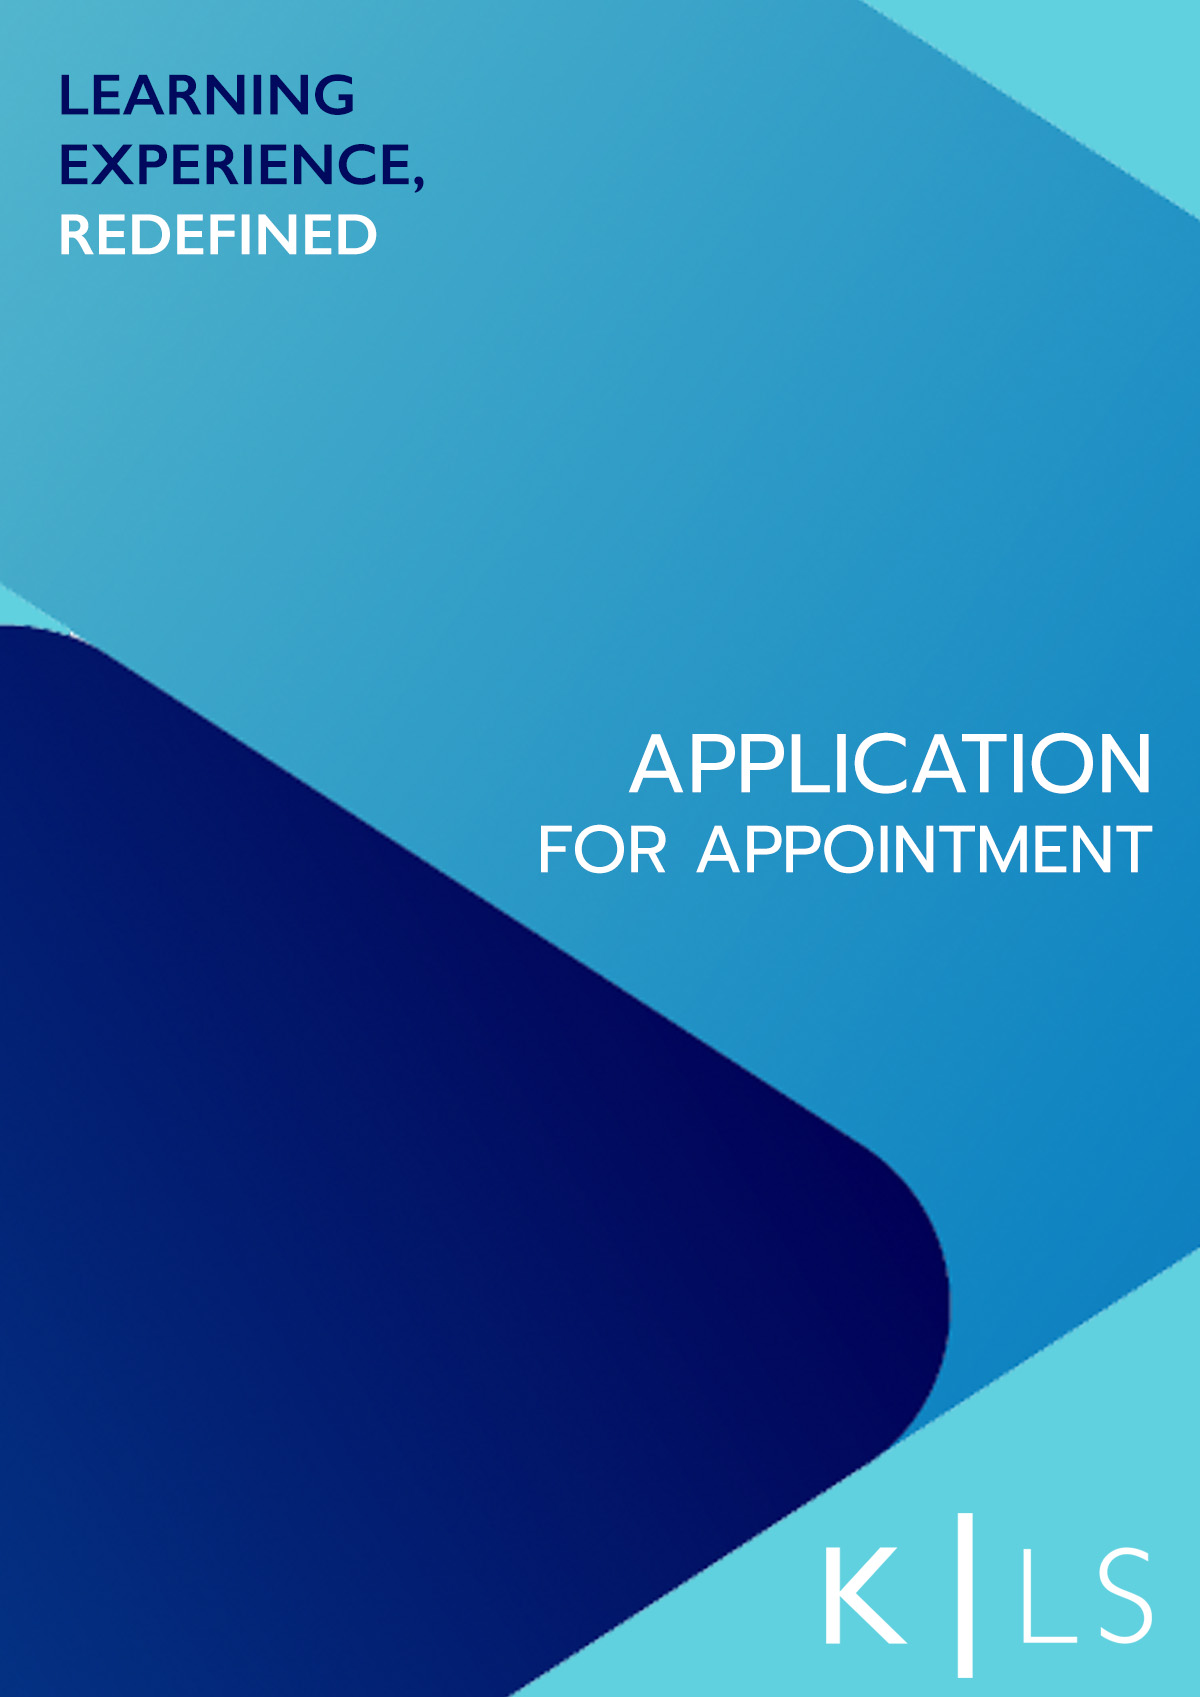 LEARNING
EXPERIENCE,
REDEFINED
APPLICATION
FOR APPOINTMENT
K|LS